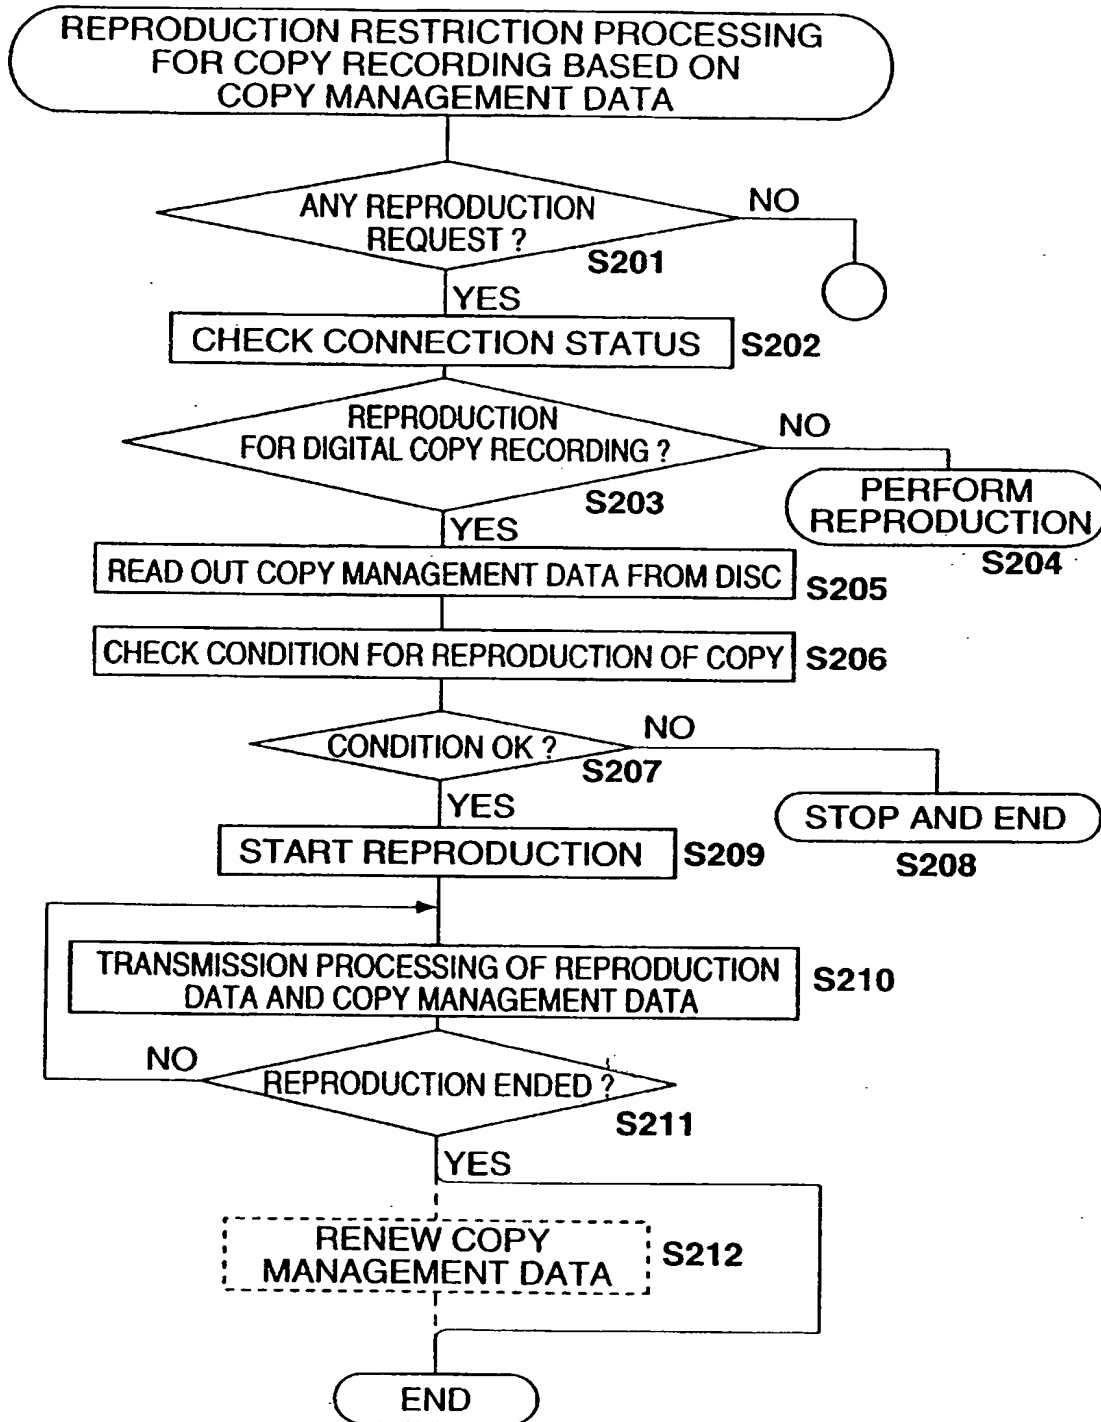 REPRODUCTION RESTRICTION PROCESSING
FOR COPY RECORDING BASED ON
COPY MANAGEMENT DATA
ANY REPRODUCTION
REQUEST ?
S201
NO
YES
CHECK CONNECTION STATUS
S202
REPRODUCTION
FOR DIGITAL COPY RECORDING ?
S203
NO
PERFORM
REPRODUCTION
S204
YES
READ OUT COPY MANAGEMENT DATA FROM DISC
S205
CHECK CONDITION FOR REPRODUCTION OF COPY
S206
CONDITION OK ?
S207
NO
STOP AND END
S208
YES
START REPRODUCTION
S209
TRANSMISSION PROCESSING OF REPRODUCTION
DATA AND COPY MANAGEMENT DATA
S210
NO
REPRODUCTION ENDED ?
S211
YES
RENEW COPY
MANAGEMENT DATA
S212
END